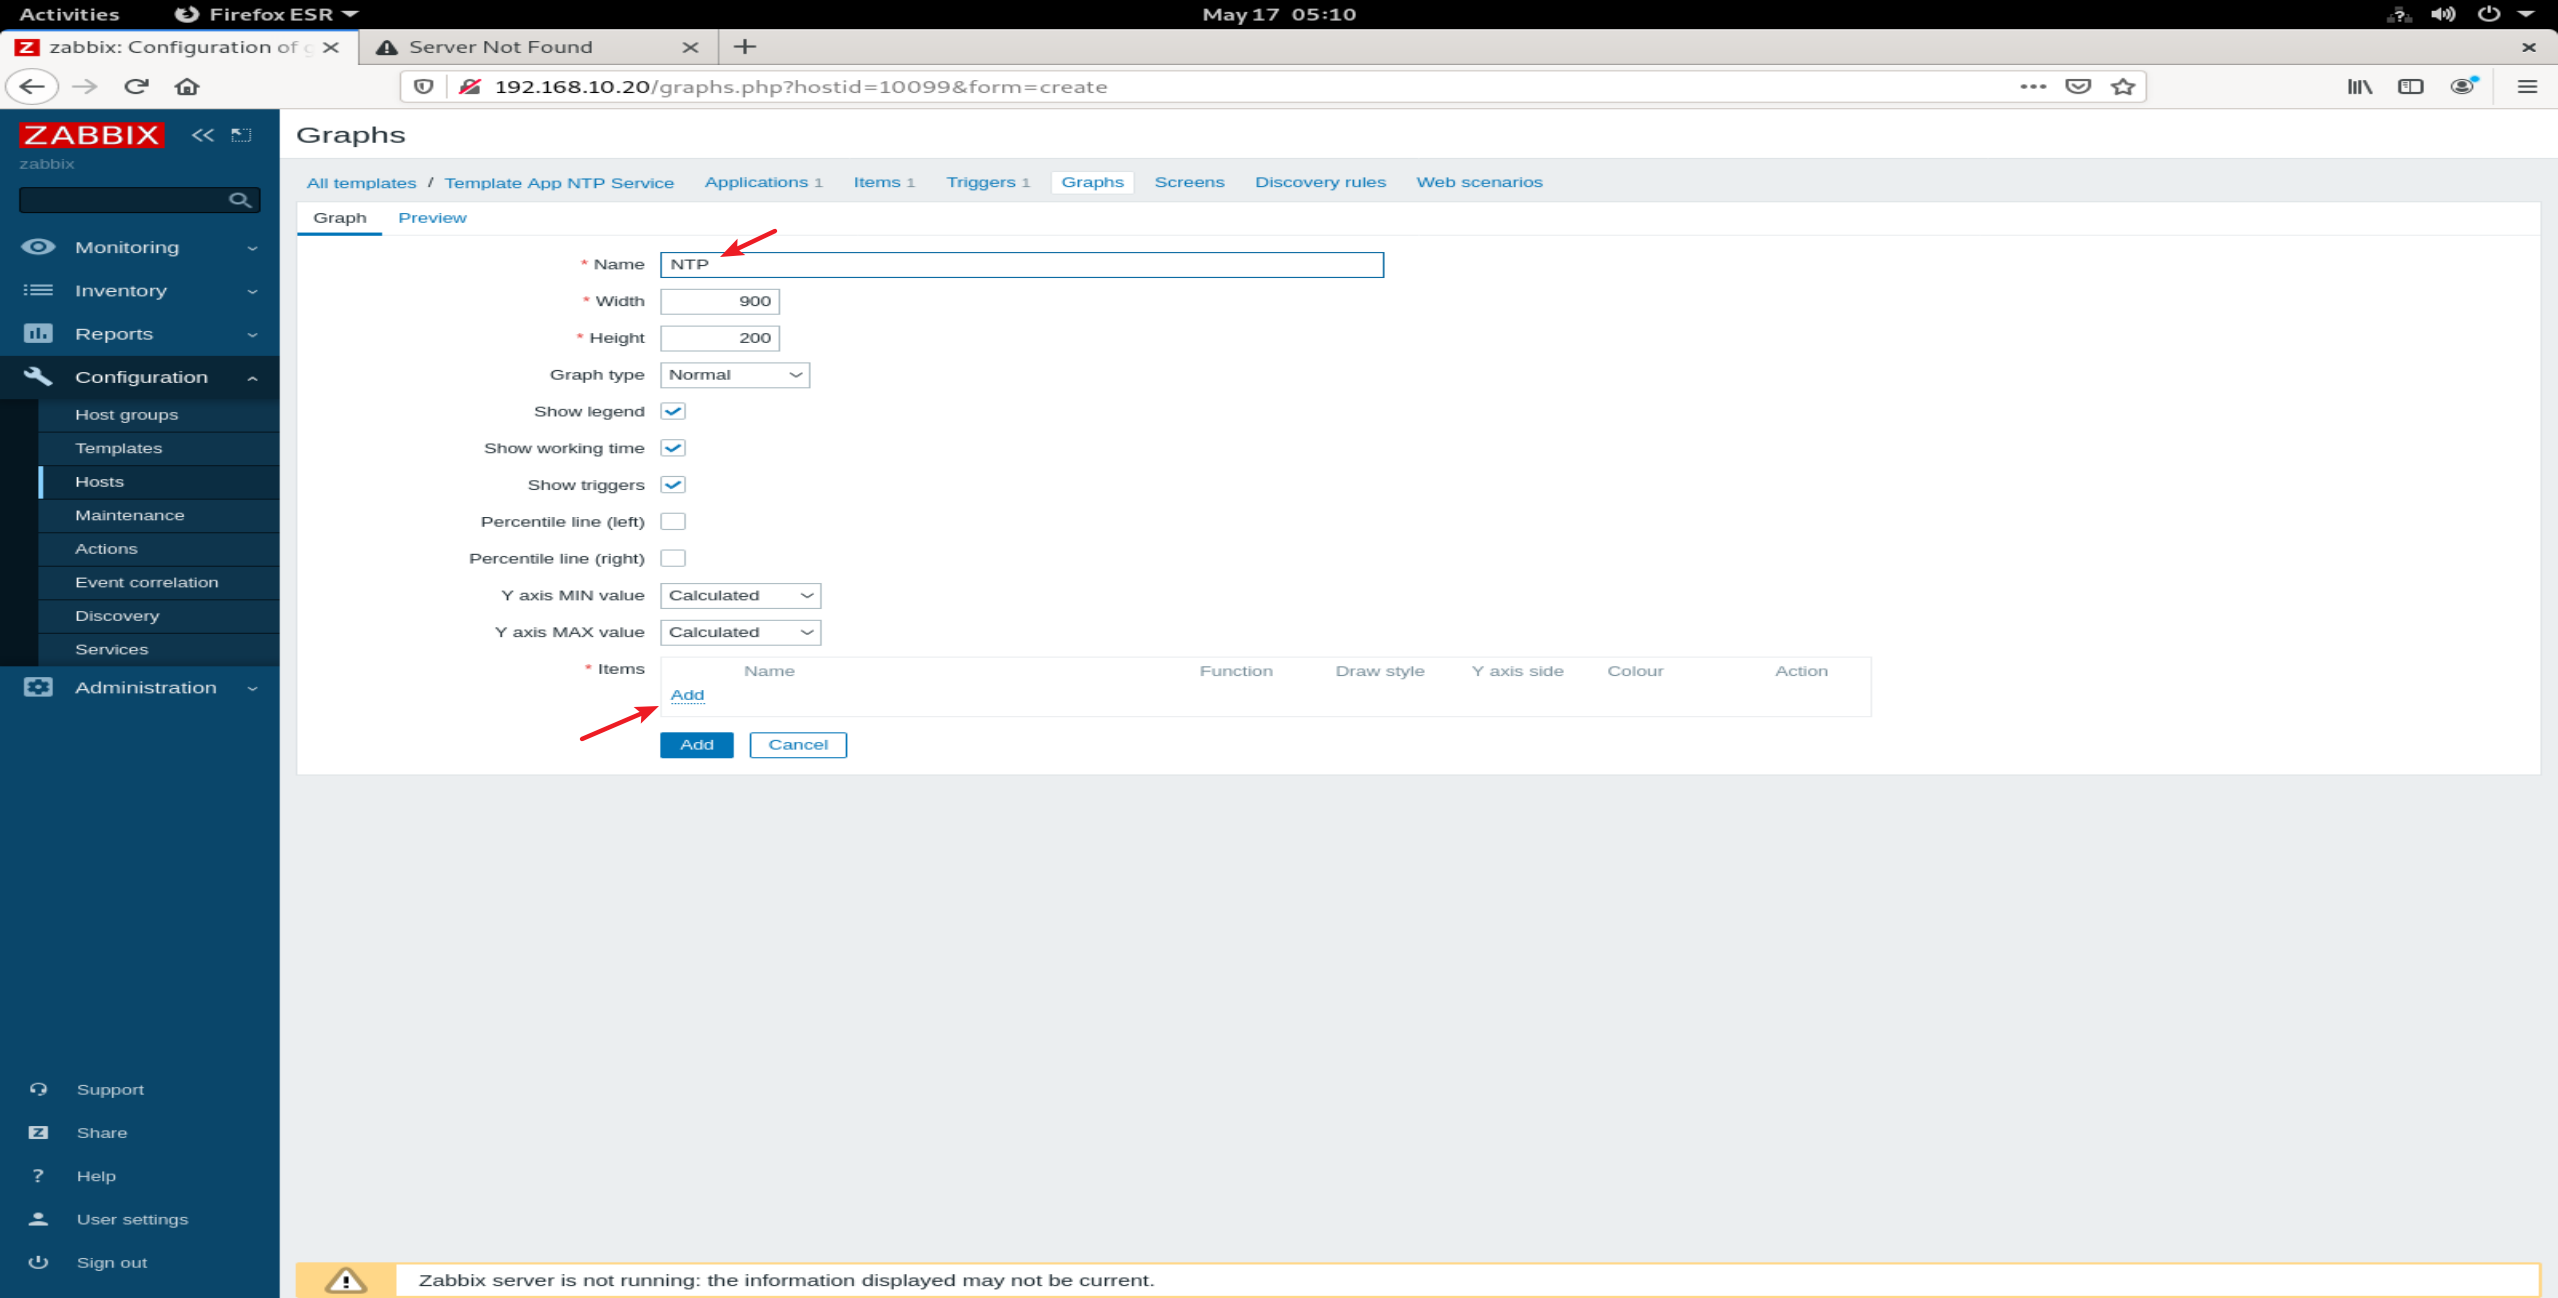 Activities Firefox ESR May 17 05:10
zabbix: Configuration of g Server Not Found
192.168.10.20/graphs.php?hostid=10099&form=create
ZABBIX
zabbix
Monitoring
Inventory
Reports
Configuration
Host groups
Templates
Hosts
Maintenance
Actions
Event correlation
Discovery
Services
Administration
Support
Share
Help
User settings
Sign out
Graphs
All templates / Template App NTP Service Applications 1 Items 1 Triggers 1 Graphs Screens Discovery rules Web scenarios
Graph Preview
* Name NTP
* Width 900
* Height 200
Graph type Normal
Show legend
Show working time
Show triggers
Percentile line (left)
Percentile line (right)
Y axis MIN value Calculated
Y axis MAX value Calculated
* Items Name Function Draw style Y axis side Colour Action
Add
Add Cancel
Zabbix server is not running: the information displayed may not be current.